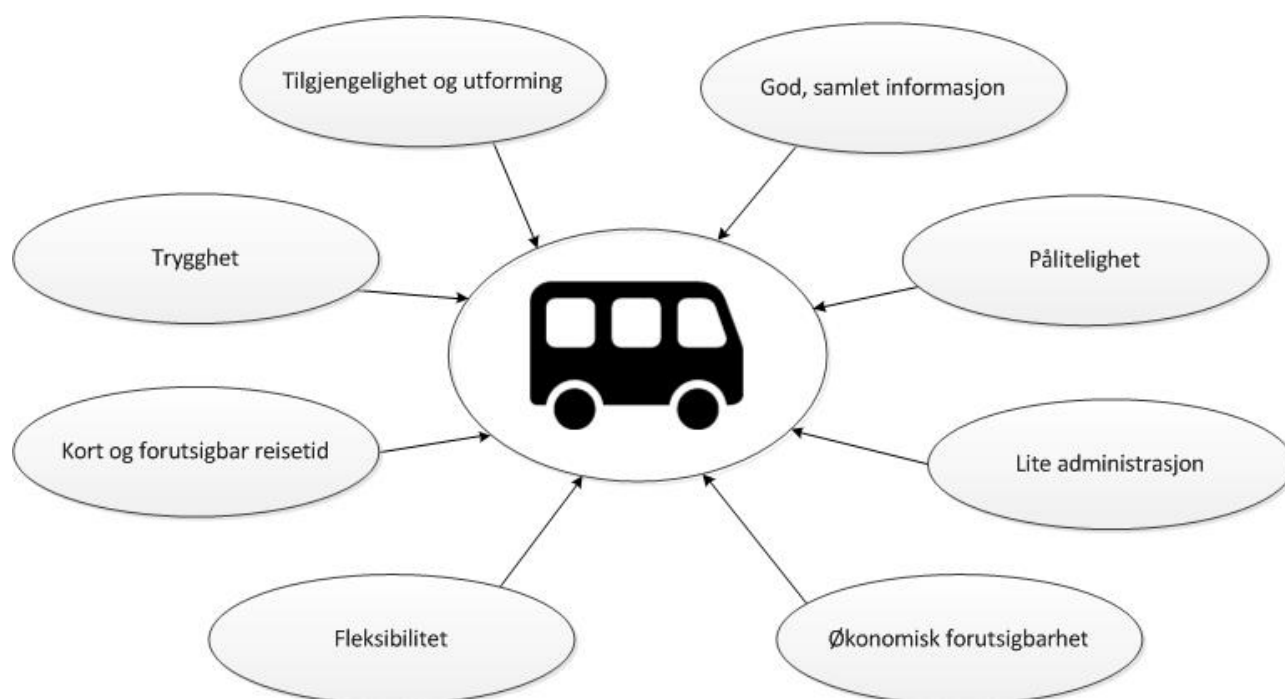 Tilgjengelighet og utforming
God, samlet informasjon
Trygghet
Pålitelighet
Kort og forutsigbar reisetid
Lite administrasjon
Fleksibilitet
Økonomisk forutsigbarhet